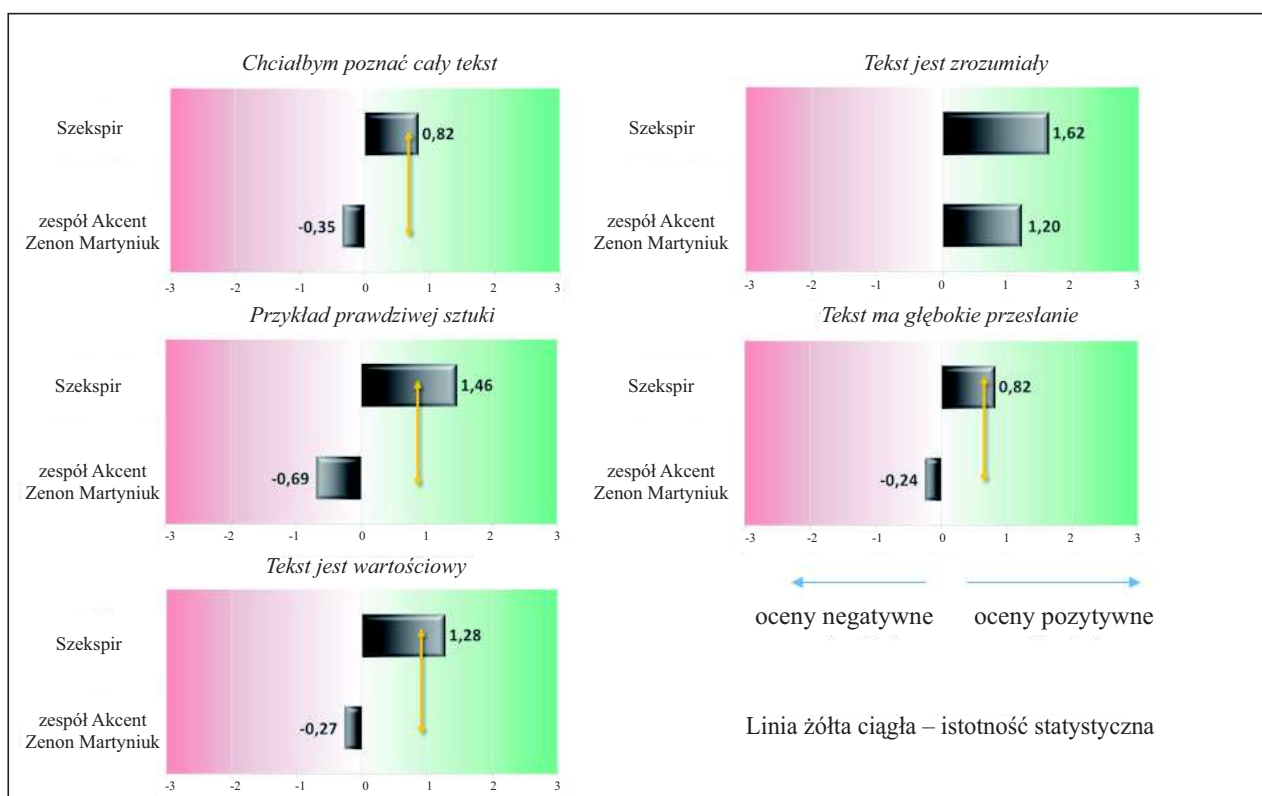 Chciałbym poznać cały tekst
Szekspir
0,82
zespół Akcent
Zenon Martyniuk
-0,35
-3 -2 -1 0 1 2 3
Tekst jest zrozumiały
Szekspir
1,62
zespół Akcent
Zenon Martyniuk
1,20
-3 -2 -1 0 1 2 3
Przykład prawdziwej sztuki
Szekspir
1,46
zespół Akcent
Zenon Martyniuk
-0,69
-3 -2 -1 0 1 2 3
Tekst ma głębokie przesłanie
Szekspir
0,82
zespół Akcent
Zenon Martyniuk
-0,24
-3 -2 -1 0 1 2 3
Tekst jest wartościowy
Szekspir
1,28
zespół Akcent
Zenon Martyniuk
-0,27
-3 -2 -1 0 1 2 3
oceny negatywne oceny pozytywne
Linia żółta ciągła – istotność statystyczna